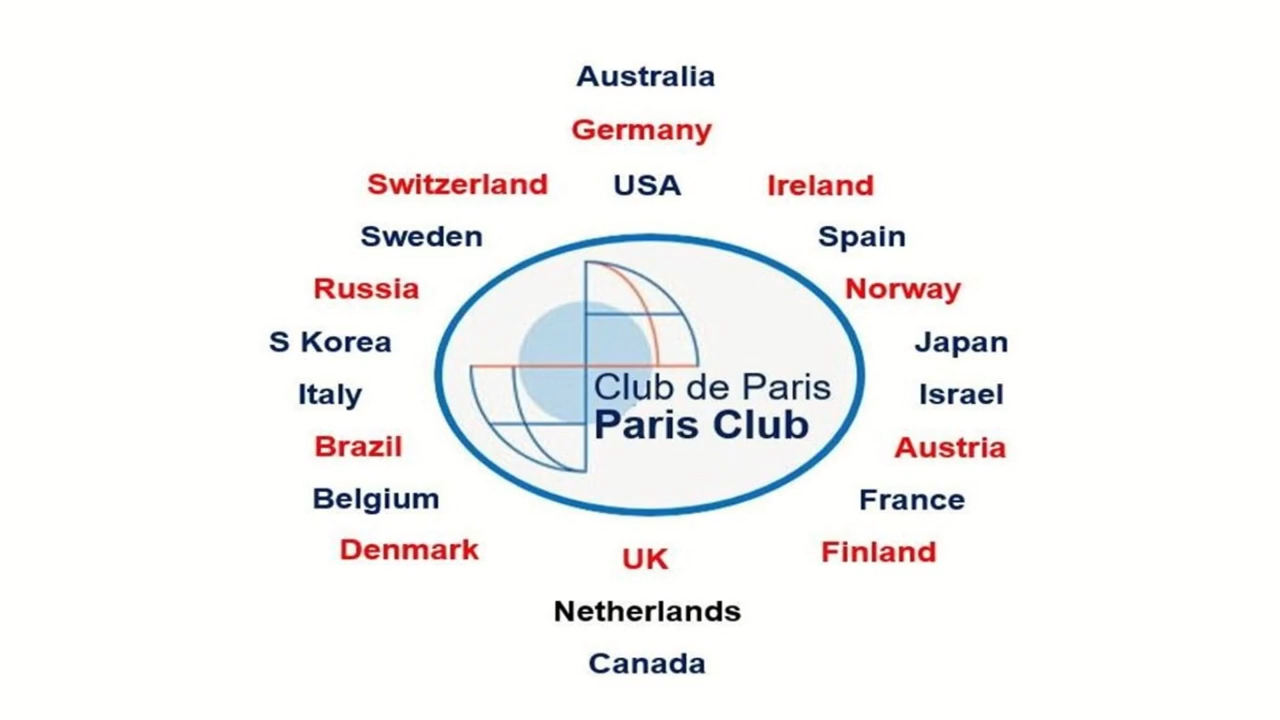 Australia
Germany
Switzerland USA Ireland
Sweden Spain
Russia Norway
S Korea Japan
Italy Israel
Club de Paris
Paris Club
Brazil Austria
Belgium France
Denmark UK Finland
Netherlands
Canada